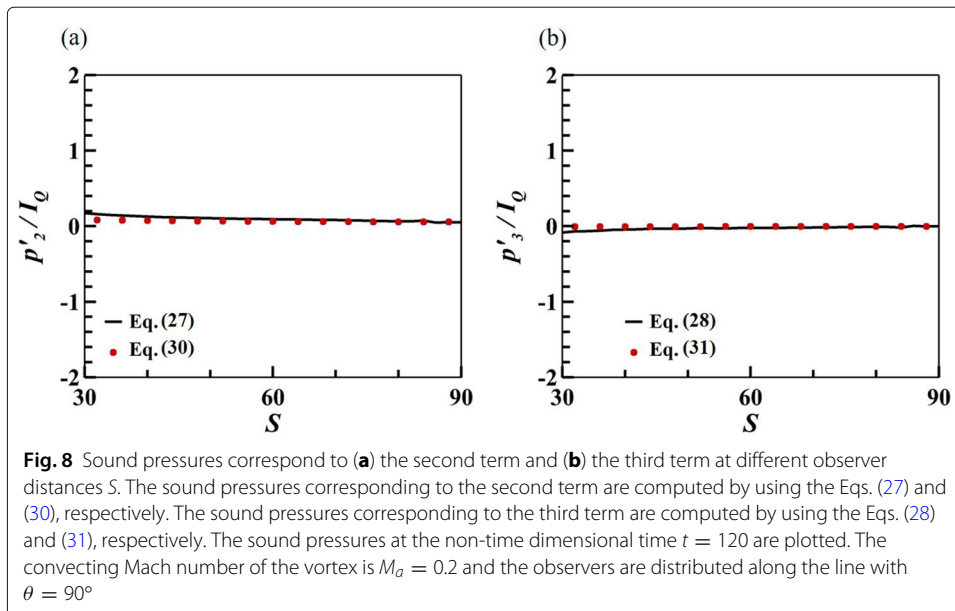 (a)
2
1
0
-1
-2
p'₂/I_Q
Eq. (27)
Eq. (30)
30 60 90
S
(b)
2
1
0
-1
-2
p'₃/I_Q
Eq. (28)
Eq. (31)
30 60 90
S
Fig. 8 Sound pressures correspond to (a) the second term and (b) the third term at different observer
distances S. The sound pressures corresponding to the second term are computed by using the Eqs. (27) and
(30), respectively. The sound pressures corresponding to the third term are computed by using the Eqs. (28)
and (31), respectively. The sound pressures at the non-time dimensional time t = 120 are plotted. The
convecting Mach number of the vortex is Mₐ = 0.2 and the observers are distributed along the line with
θ = 90°